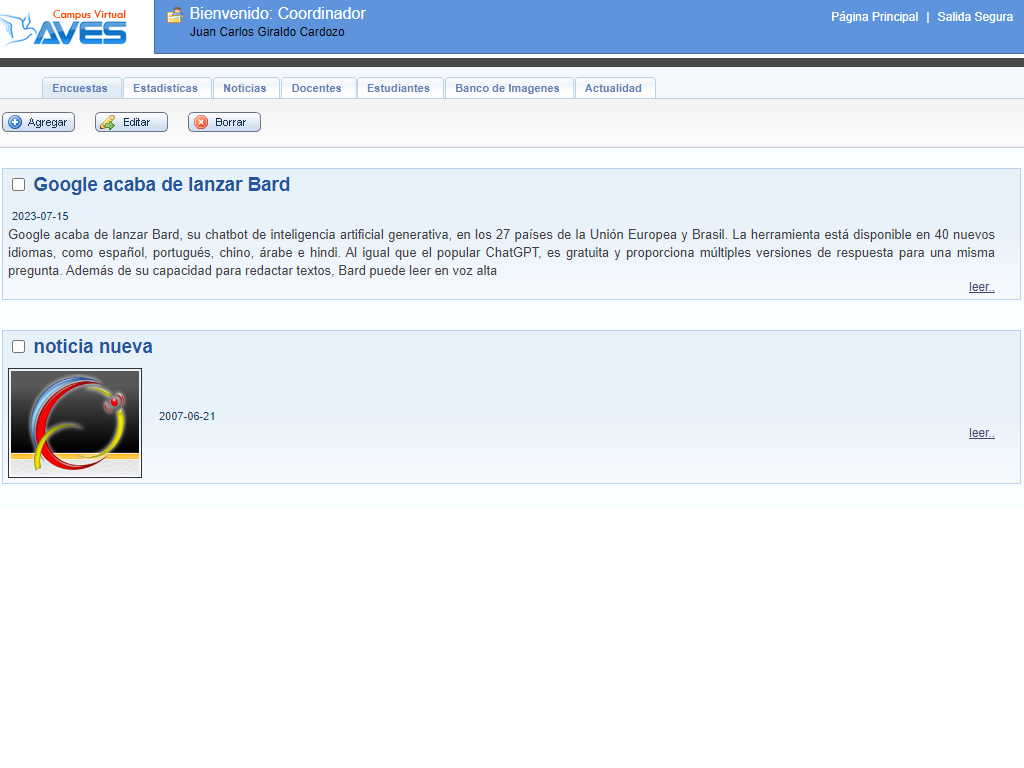 Campus Virtual
AVES
Bienvenido: Coordinador
Juan Carlos Giraldo Cardozo
Página Principal | Salida Segura
Encuestas Estadisticas Noticias Docentes Estudiantes Banco de Imagenes Actualidad
Agregar Editar Borrar
Google acaba de lanzar Bard
2023-07-15
Google acaba de lanzar Bard, su chatbot de inteligencia artificial generativa, en los 27 países de la Unión Europea y Brasil. La herramienta está disponible en 40 nuevos
idiomas, como español, portugués, chino, árabe e hindi. Al igual que el popular ChatGPT, es gratuita y proporciona múltiples versiones de respuesta para una misma
pregunta. Además de su capacidad para redactar textos, Bard puede leer en voz alta
leer..
noticia nueva
2007-06-21
leer..